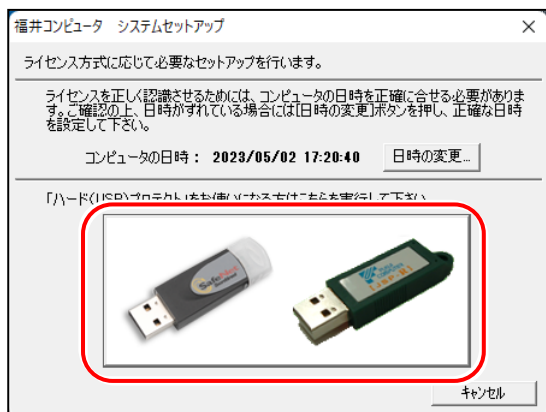 福井コンピュータ　システムセットアップ
ライセンス方式に応じて必要なセットアップを行います。
ライセンスを正しく認識させるためには、コンピュータの日時を正確に合せる必要がありま
す。ご確認の上、日時がずれている場合には[日時の変更]ボタンを押し、正確な日時
を設定して下さい。
コンピュータの日時： 2023/05/02 17:20:40 日時の変更...
「ハード(USB)プロテクト」をお使いになる方はこちらを実行して下さい
キャンセル